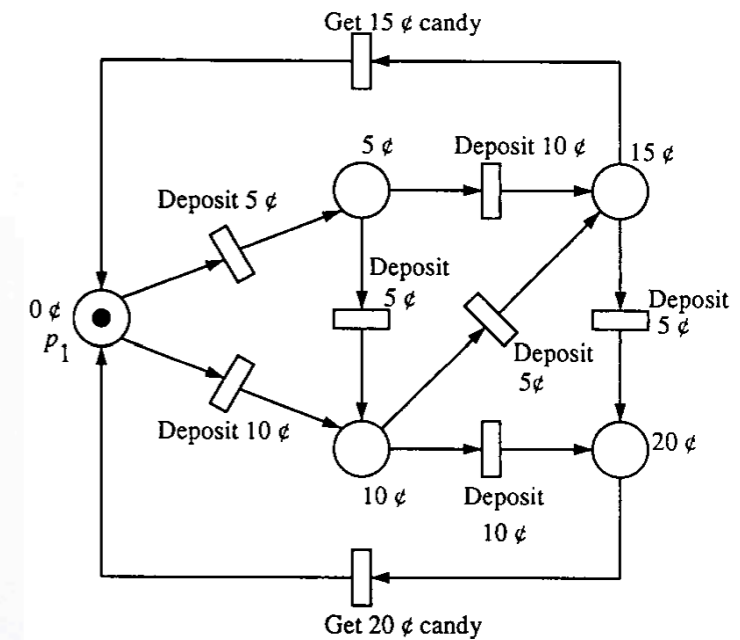 Get 15 ¢ candy
5 ¢
Deposit 10 ¢
15 ¢
Deposit 5 ¢
Deposit
5 ¢
0 ¢
p1
Deposit
5 ¢
Deposit
5¢
Deposit 10 ¢
10 ¢
Deposit
10 ¢
20 ¢
Get 20 ¢ candy